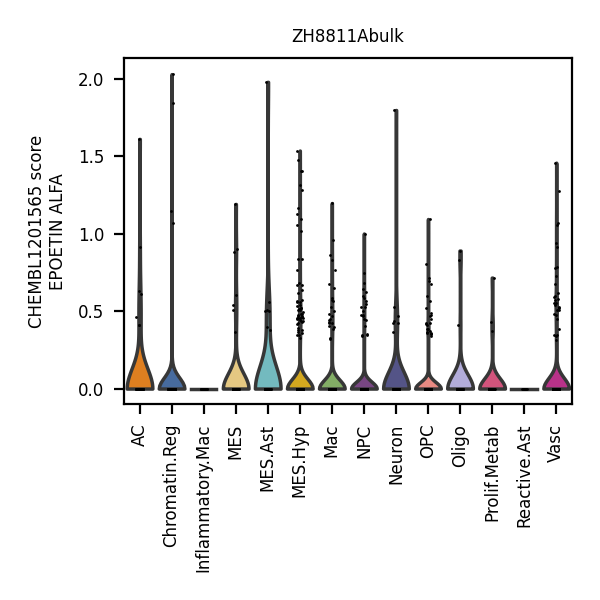 ZH8811Abulk
CHEMBL1201565 score
EPOETIN ALFA
2.0
1.5
1.0
0.5
0.0
AC
Chromatin.Reg
Inflammatory.Mac
MES
MES.Ast
MES.Hyp
Mac
NPC
Neuron
OPC
Oligo
Prolif.Metab
Reactive.Ast
Vasc